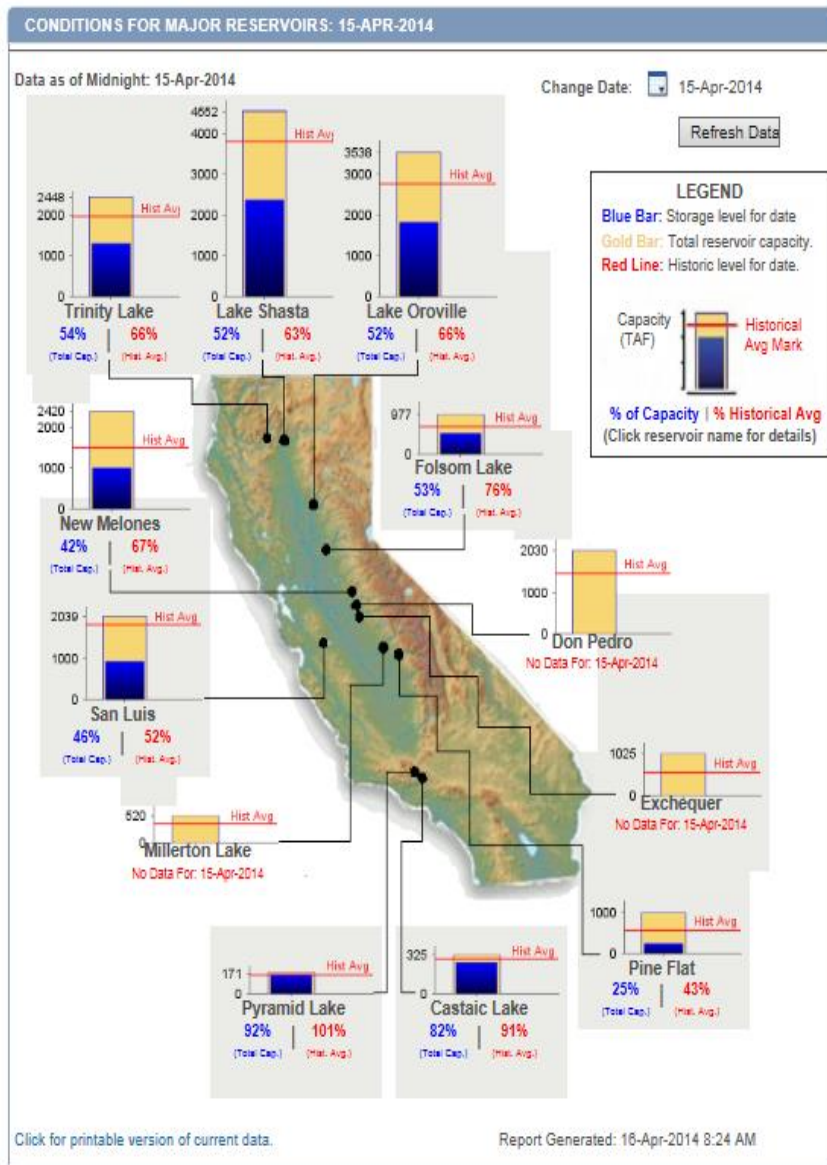 CONDITIONS FOR MAJOR RESERVOIRS: 15-APR-2014
Data as of Midnight: 15-Apr-2014
Change Date: 15-Apr-2014
Refresh Data
LEGEND
Blue Bar: Storage level for date
Gold Bar: Total reservoir capacity.
Red Line: Historic level for date.
Capacity
(TAF)
Historical
Avg Mark
% of Capacity | % Historical Avg
(Click reservoir name for details)
2448
2000
1000
0
Hist Avg
Trinity Lake
54% | 66%
(Total Cap.) (Hist. Avg.)
4552
4000
3000
2000
1000
0
Hist Avg
Lake Shasta
52% | 63%
(Total Cap.) (Hist. Avg.)
3538
3000
2000
1000
0
Hist Avg
Lake Oroville
52% | 66%
(Total Cap.) (Hist. Avg.)
977
0
Hist Avg
Folsom Lake
53% | 76%
(Total Cap.) (Hist. Avg.)
2420
2000
1000
0
Hist Avg
New Melones
42% | 67%
(Total Cap.) (Hist. Avg.)
2030
1000
0
Hist Avg
Don Pedro
No Data For: 15-Apr-2014
2039
1000
0
Hist Avg
San Luis
46% | 52%
(Total Cap.) (Hist. Avg.)
1025
0
Hist Avg
Exchequer
No Data For: 15-Apr-2014
520
0
Hist Avg
Millerton Lake
No Data For: 15-Apr-2014
1000
0
Hist Avg
Pine Flat
25% | 43%
(Total Cap.) (Hist. Avg.)
171
0
Hist Avg
Pyramid Lake
92% | 101%
(Total Cap.) (Hist. Avg.)
325
0
Hist Avg
Castaic Lake
82% | 91%
(Total Cap.) (Hist. Avg.)
Click for printable version of current data.
Report Generated: 16-Apr-2014 8:24 AM